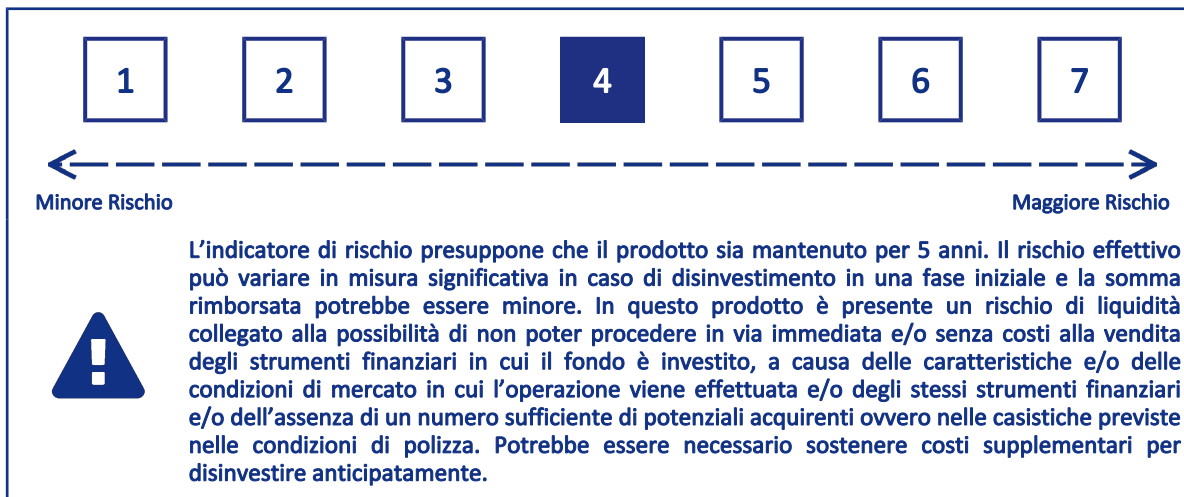 1 2 3 4 5 6 7
Minore Rischio Maggiore Rischio
L’indicatore di rischio presuppone che il prodotto sia mantenuto per 5 anni. Il rischio effettivo
può variare in misura significativa in caso di disinvestimento in una fase iniziale e la somma
rimborsata potrebbe essere minore. In questo prodotto è presente un rischio di liquidità
collegato alla possibilità di non poter procedere in via immediata e/o senza costi alla vendita
degli strumenti finanziari in cui il fondo è investito, a causa delle caratteristiche e/o delle
condizioni di mercato in cui l’operazione viene effettuata e/o degli stessi strumenti finanziari
e/o dell’assenza di un numero sufficiente di potenziali acquirenti ovvero nelle casistiche previste
nelle condizioni di polizza. Potrebbe essere necessario sostenere costi supplementari per
disinvestire anticipatamente.